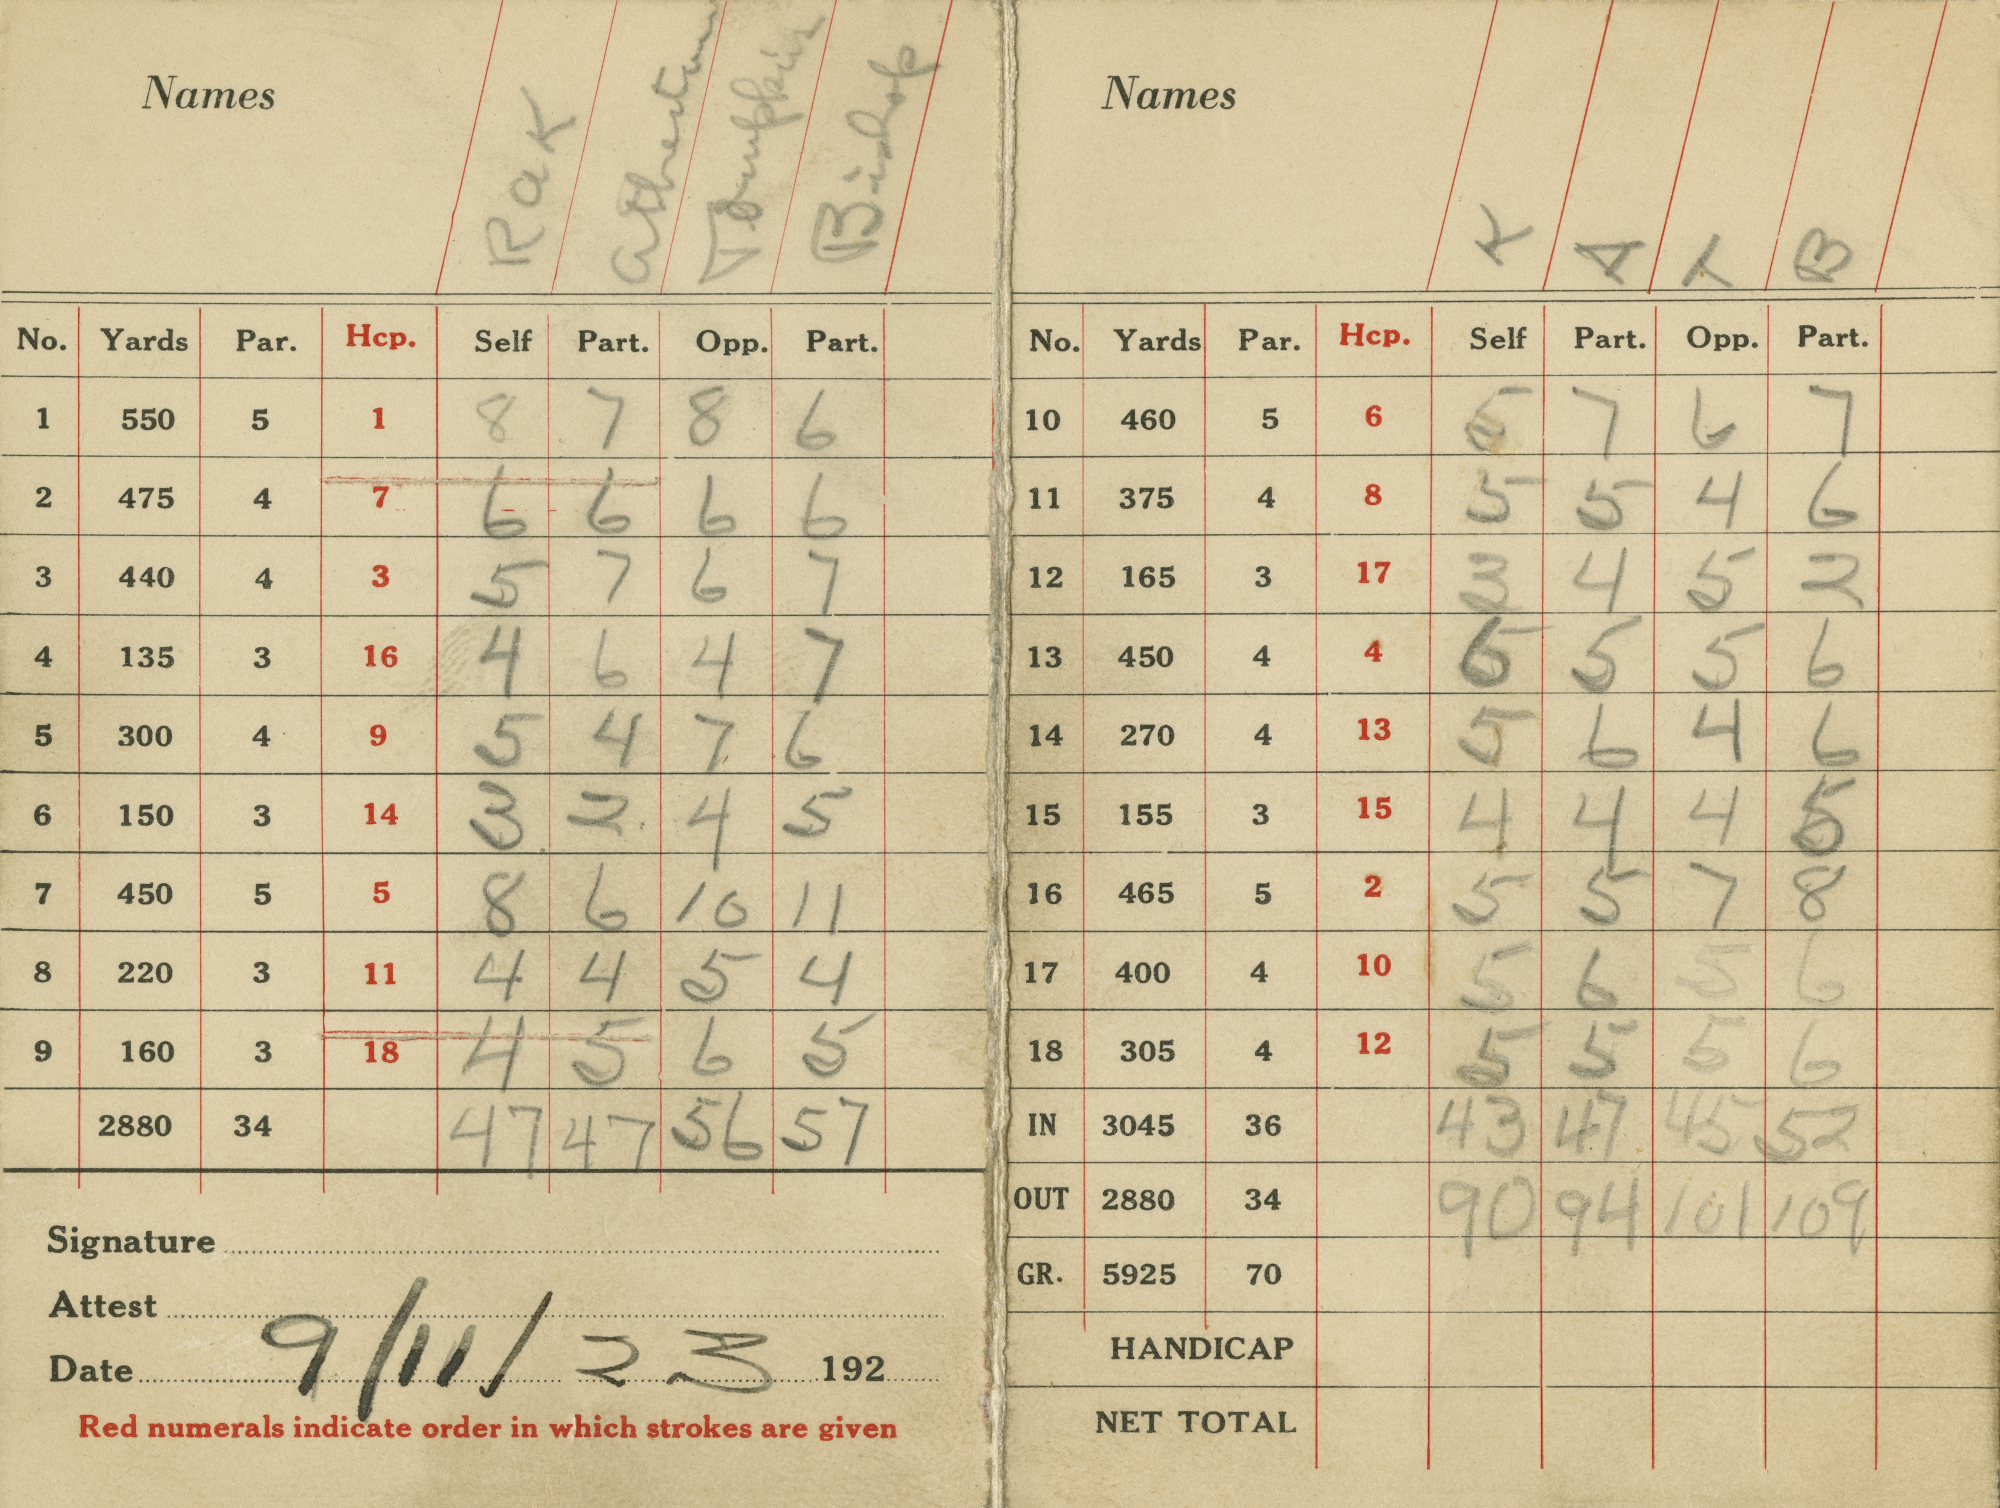 Names
RaK Tompkins Bishop
No. Yards Par. Hcp. Self Part. Opp. Part.
1 550 5 1 8 7 8 6
2 475 4 7 6 6 6 6
3 440 4 3 5 7 6 7
4 135 3 16 4 6 4 7
5 300 4 9 5 4 7 6
6 150 3 14 3 2 4 5
7 450 5 5 8 6 10 11
8 220 3 11 4 4 5 4
9 160 3 18 4 5 6 5
2880 34 47 47 56 57
Signature
Attest
Date 9/11/23 192
Red numerals indicate order in which strokes are given
Names
K A T B
No. Yards Par. Hcp. Self Part. Opp. Part.
10 460 5 6 5 7 6 7
11 375 4 8 5 5 4 6
12 165 3 17 3 4 5 2
13 450 4 4 6 5 5 6
14 270 4 13 5 6 4 6
15 155 3 15 4 4 4 5
16 465 5 2 5 5 7 8
17 400 4 10 5 6 5 6
18 305 4 12 5 5 5 6
IN 3045 36 43 47 45 52
OUT 2880 34 90 94 101 109
GR. 5925 70
HANDICAP
NET TOTAL